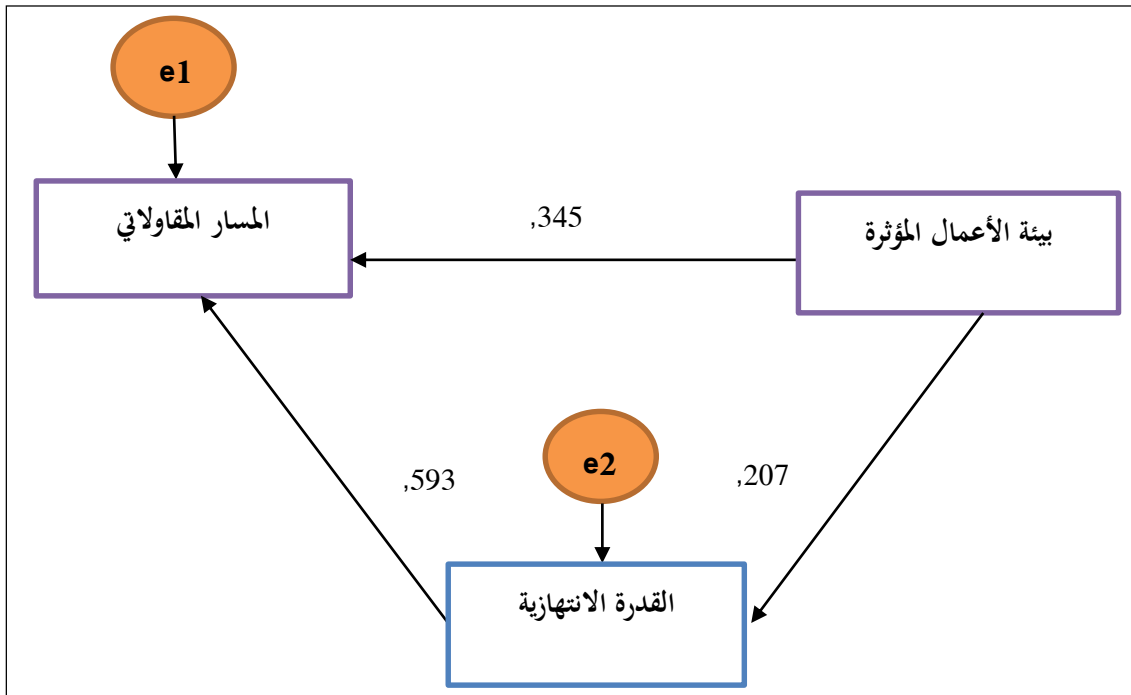 e1
المسار المقاولاتي
,345
بيئة الأعمال المؤثرة
e2
,593
,207
القدرة الانتهازية